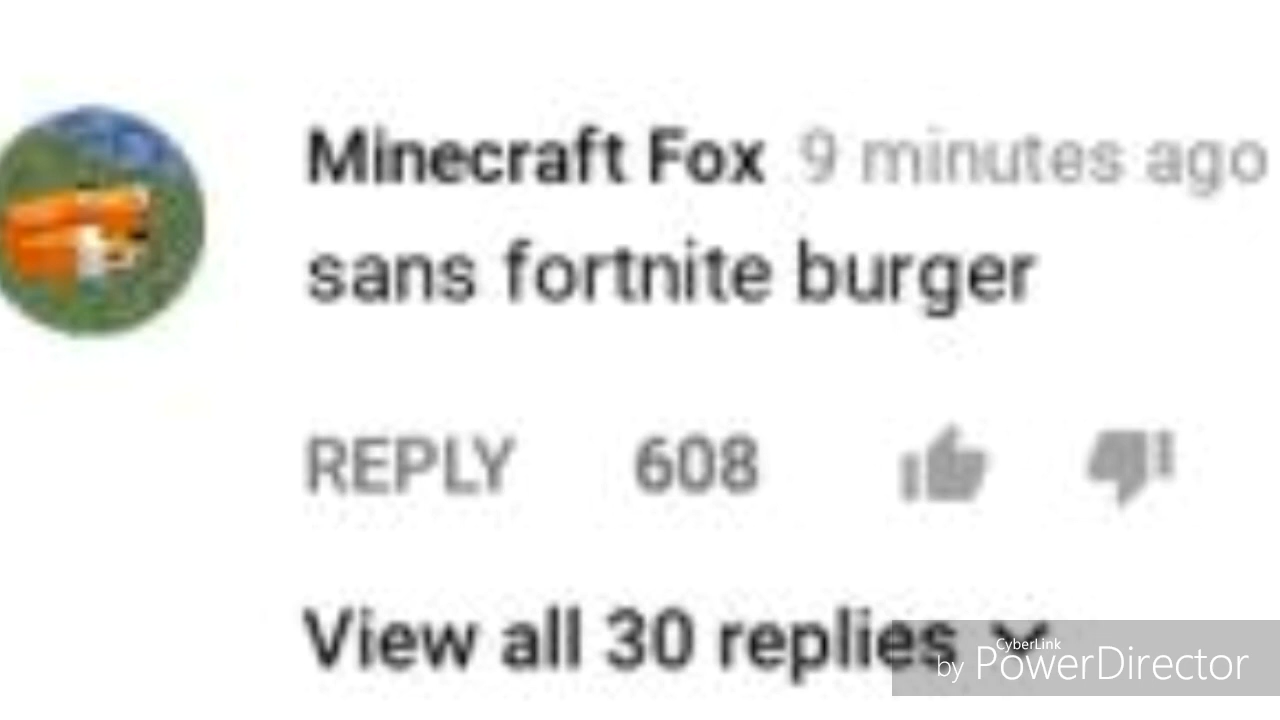 Minecraft Fox 9 minutes ago
sans fortnite burger
REPLY 608
View all 30 replies
CyberLink
by PowerDirector